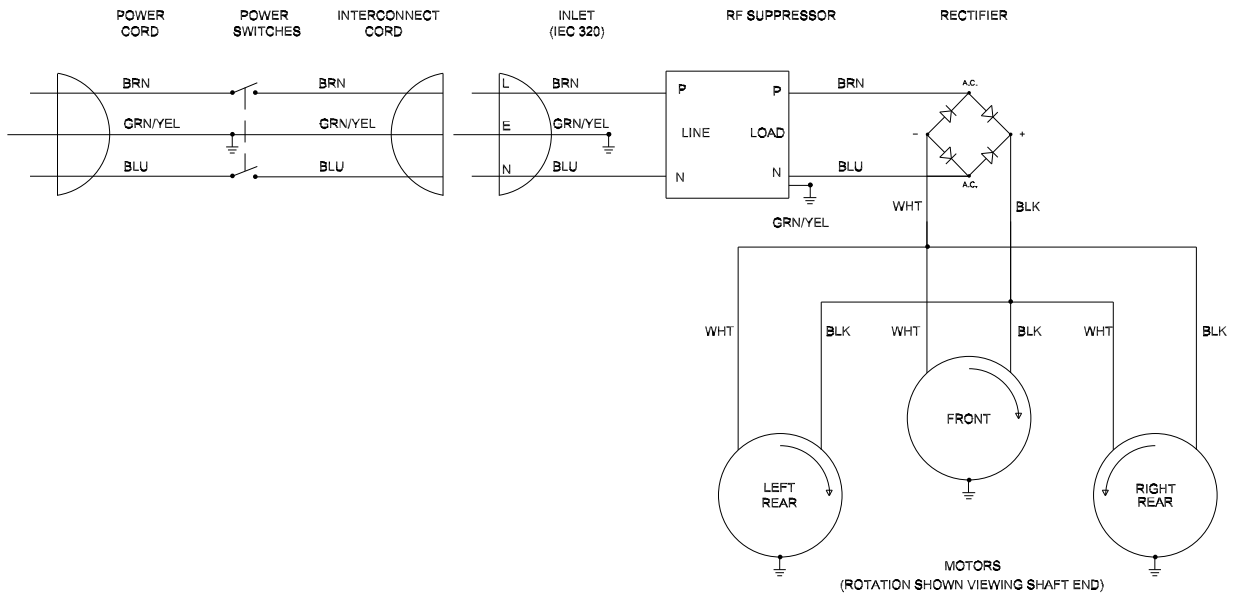 POWER CORD
POWER SWITCHES
INTERCONNECT CORD
INLET (IEC 320)
RF SUPPRESSOR
RECTIFIER
BRN
BRN
L
BRN
P
P
BRN
A.C.
GRN/YEL
GRN/YEL
E
GRN/YEL
LINE
LOAD
-
+
BLU
BLU
N
BLU
N
N
BLU
A.C.
GRN/YEL
WHT
BLK
WHT
BLK
WHT
BLK
WHT
BLK
FRONT
LEFT
REAR
RIGHT
REAR
MOTORS
(ROTATION SHOWN VIEWING SHAFT END)